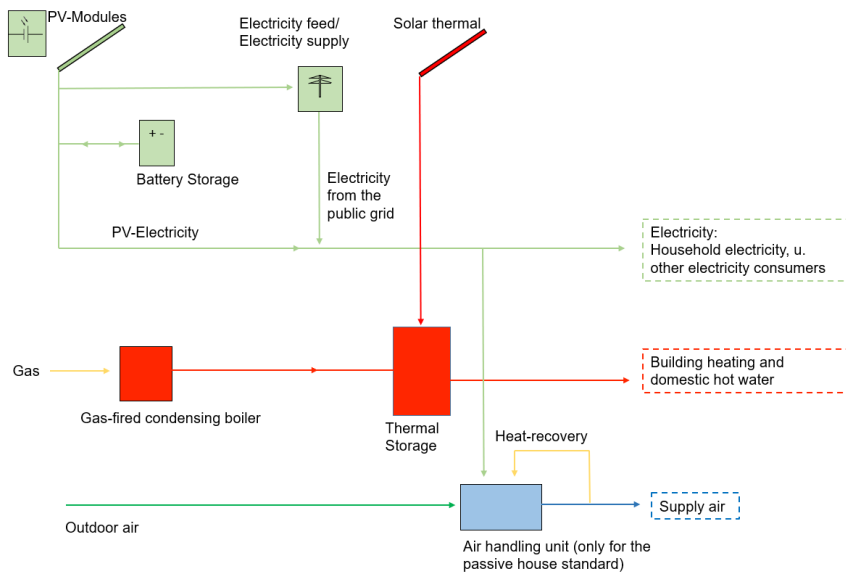 PV-Modules
Electricity feed/
Electricity supply
Solar thermal
+ -
Battery Storage
Electricity
from the
public grid
PV-Electricity
Electricity:
Household electricity, u.
other electricity consumers
Gas
Gas-fired condensing boiler
Thermal
Storage
Building heating and
domestic hot water
Heat-recovery
Outdoor air
Supply air
Air handling unit (only for the
passive house standard)